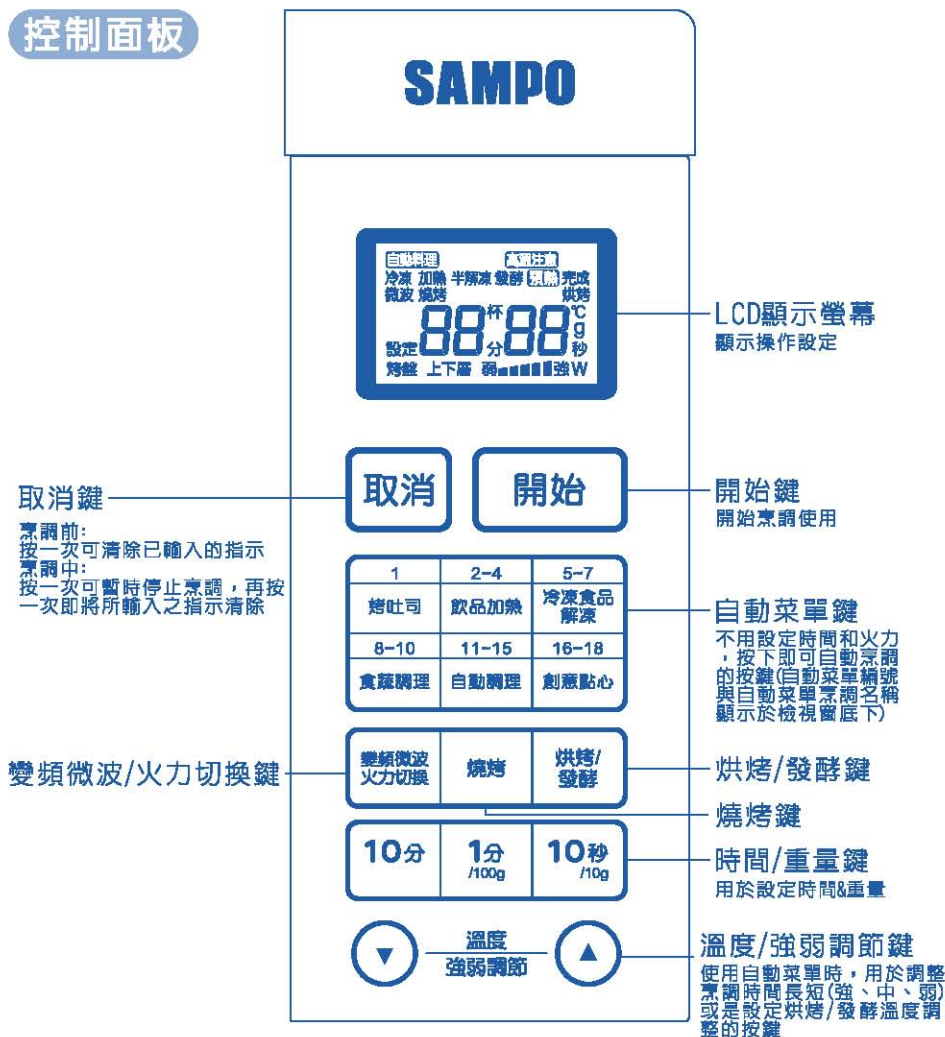 控制面板
SAMPO
自動料理 高溫注意
冷凍 加熱 半解凍 發酵 預熱 完成
微波 燒烤 烘烤
88杯88℃
g
設定 分 秒
烤盤 上下層 弱 強W
LCD顯示螢幕
顯示操作設定
取消
開始
取消鍵
烹調前:
按一次可清除已輸入的指示
烹調中:
按一次可暫時停止烹調,再按
一次即將所輸入之指示清除
開始鍵
開始烹調使用
1 2-4 5-7
烤吐司 飲品加熱 冷凍食品
解凍
8-10 11-15 16-18
食蔬調理 自動調理 創意點心
自動菜單鍵
不用設定時間和火力
,按下即可自動烹調
的按鍵(自動菜單編號
與自動菜單烹調名稱
顯示於檢視窗底下)
變頻微波/火力切換鍵
變頻微波
火力切換
燒烤
烘烤/
發酵
烘烤/發酵鍵
燒烤鍵
10分 1分 10秒
/100g /10g
時間/重量鍵
用於設定時間&重量
▼ 溫度 ▲
強弱調節
溫度/強弱調節鍵
使用自動菜單時,用於調整
烹調時間長短(強、中、弱)
或是設定烘烤/發酵溫度調
整的按鍵